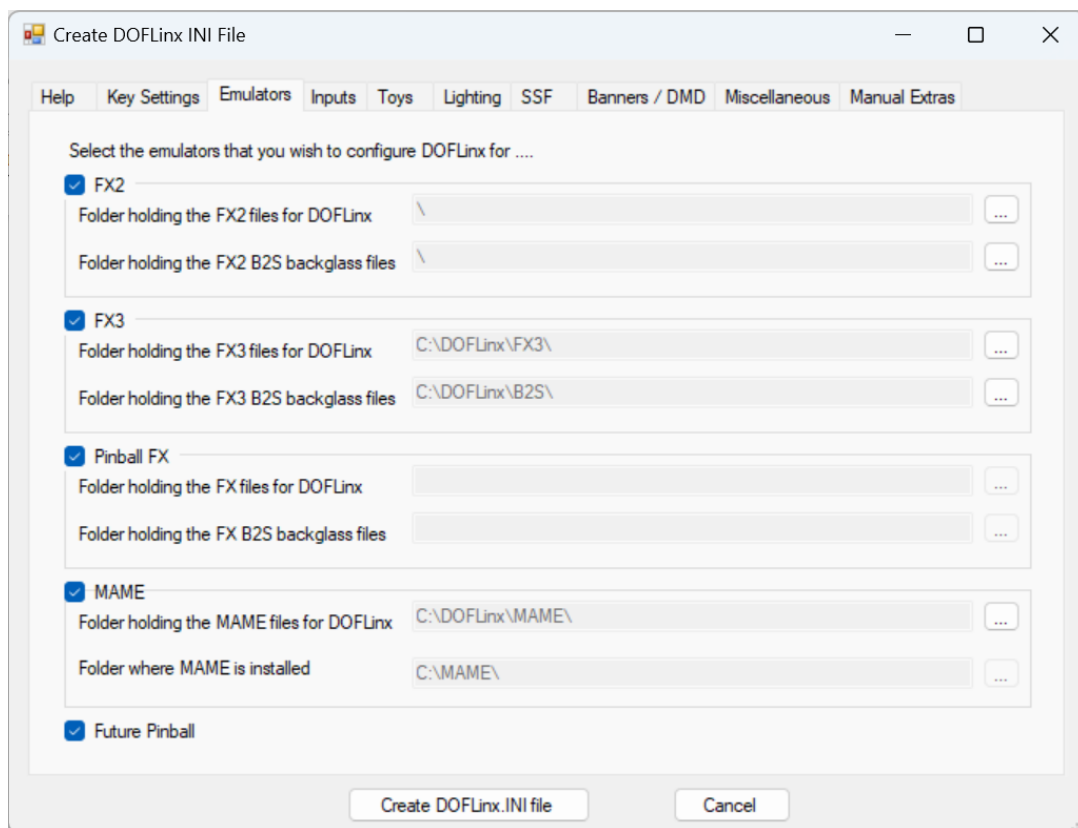 Create DOFLinx INI File
Help Key Settings Emulators Inputs Toys Lighting SSF Banners / DMD Miscellaneous Manual Extras
Select the emulators that you wish to configure DOFLinx for ....
FX2
Folder holding the FX2 files for DOFLinx \ ...
Folder holding the FX2 B2S backglass files \ ...
FX3
Folder holding the FX3 files for DOFLinx C:\DOFLinx\FX3\ ...
Folder holding the FX3 B2S backglass files C:\DOFLinx\B2S\ ...
Pinball FX
Folder holding the FX files for DOFLinx ...
Folder holding the FX B2S backglass files ...
MAME
Folder holding the MAME files for DOFLinx C:\DOFLinx\MAME\ ...
Folder where MAME is installed C:\MAME\ ...
Future Pinball
Create DOFLinx.INI file Cancel